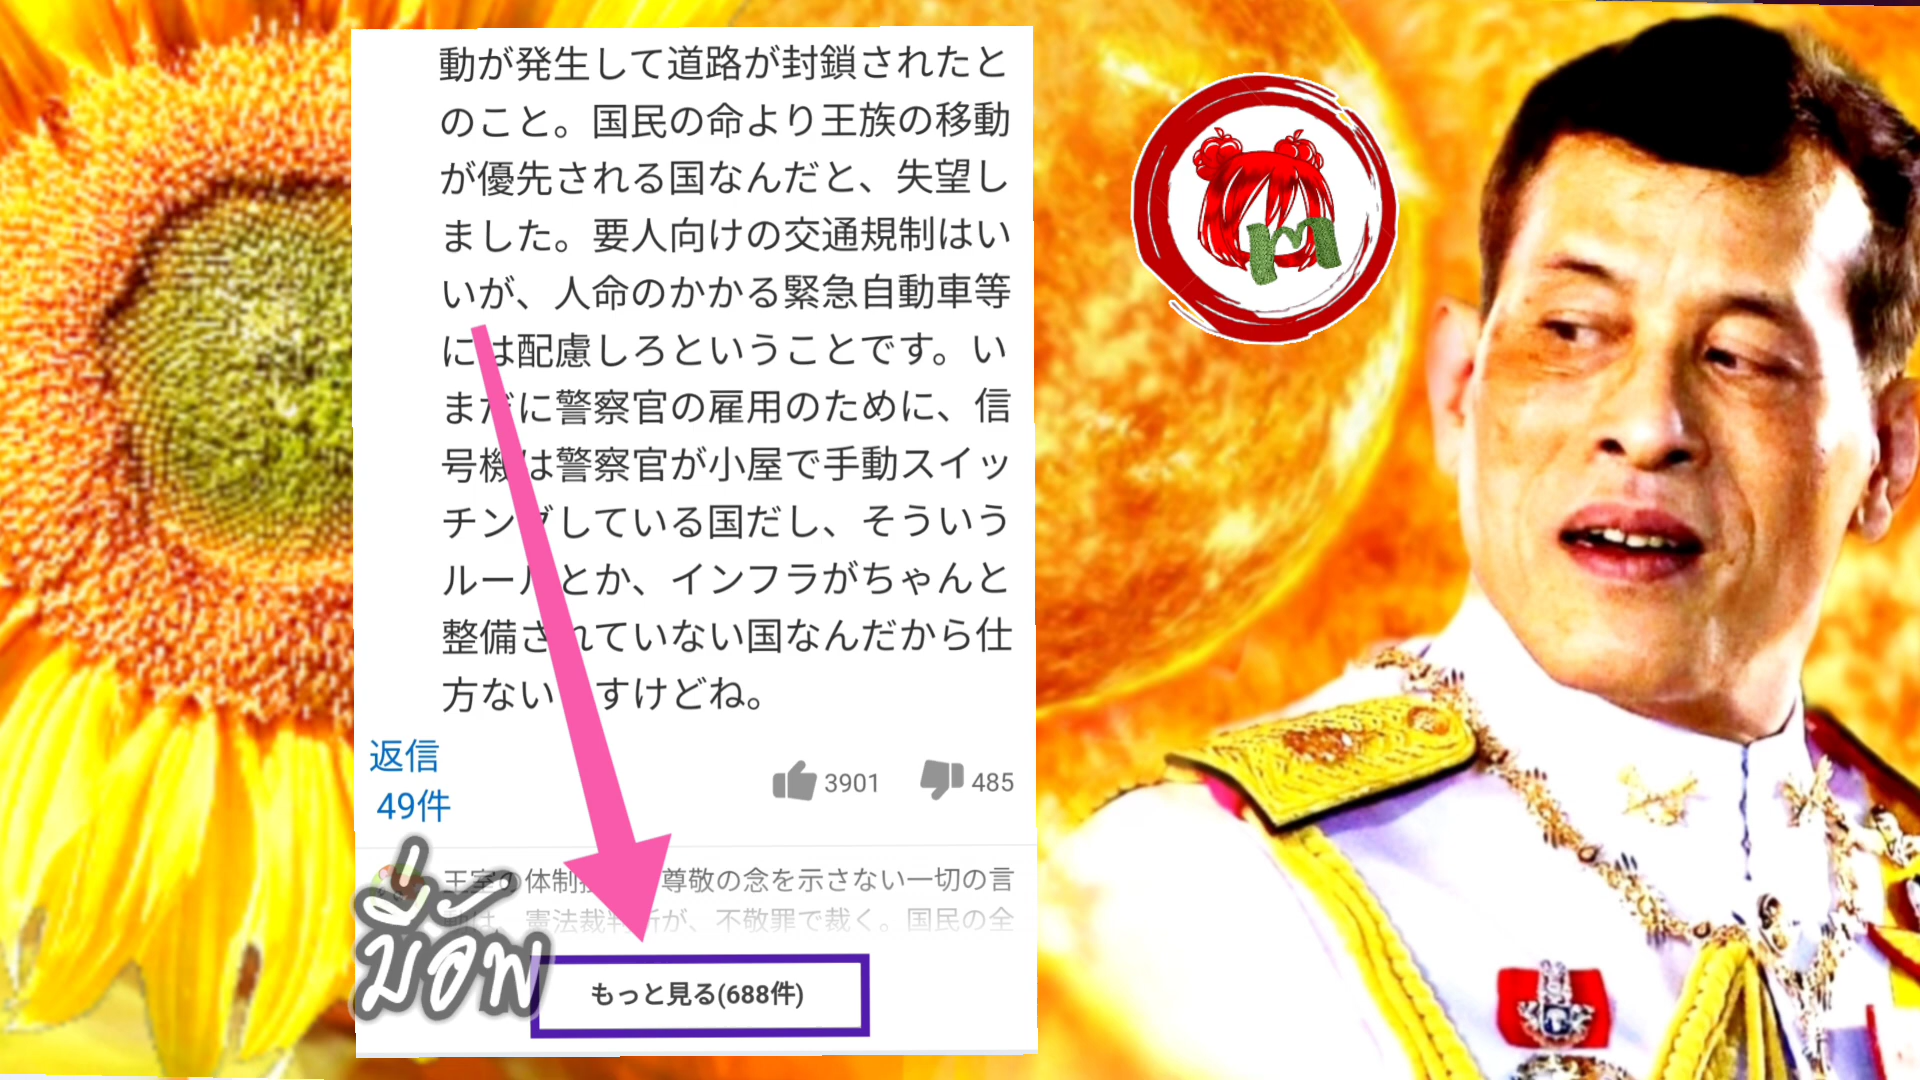 動が発生して道路が封鎖されたと
のこと。国民の命より王族の移動
が優先される国なんだと、失望し
ました。要人向けの交通規制はい
いが、人命のかかる緊急自動車等
には配慮しろということです。い
まだに警察官の雇用のために、信
号機は警察官が小屋で手動スイッ
チングしている国だし、そういう
ルールとか、インフラがちゃんと
整備されていない国なんだから仕
方ないですけどね。
返信
49件
3901
485
王室の体制 尊敬の念を示さない一切の言
憲法裁判所が、不敬罪で裁く。国民の全
もっと見る(688件)